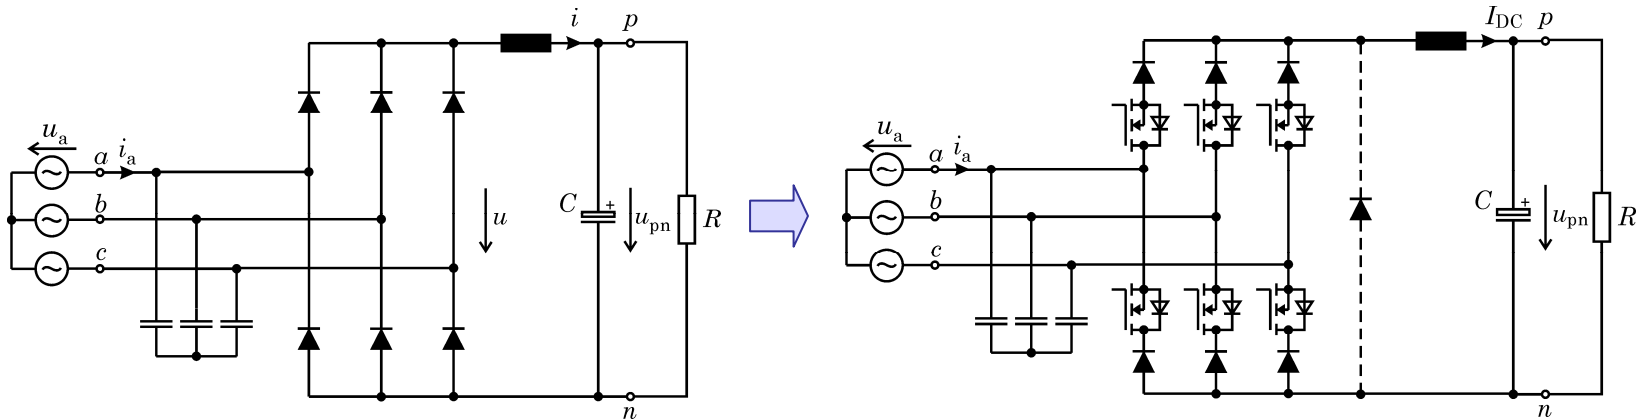 i p
u_a
a i_a
b
c
u
C + u_pn R
n
I_DC p
u_a
a i_a
b
c
C + u_pn R
n